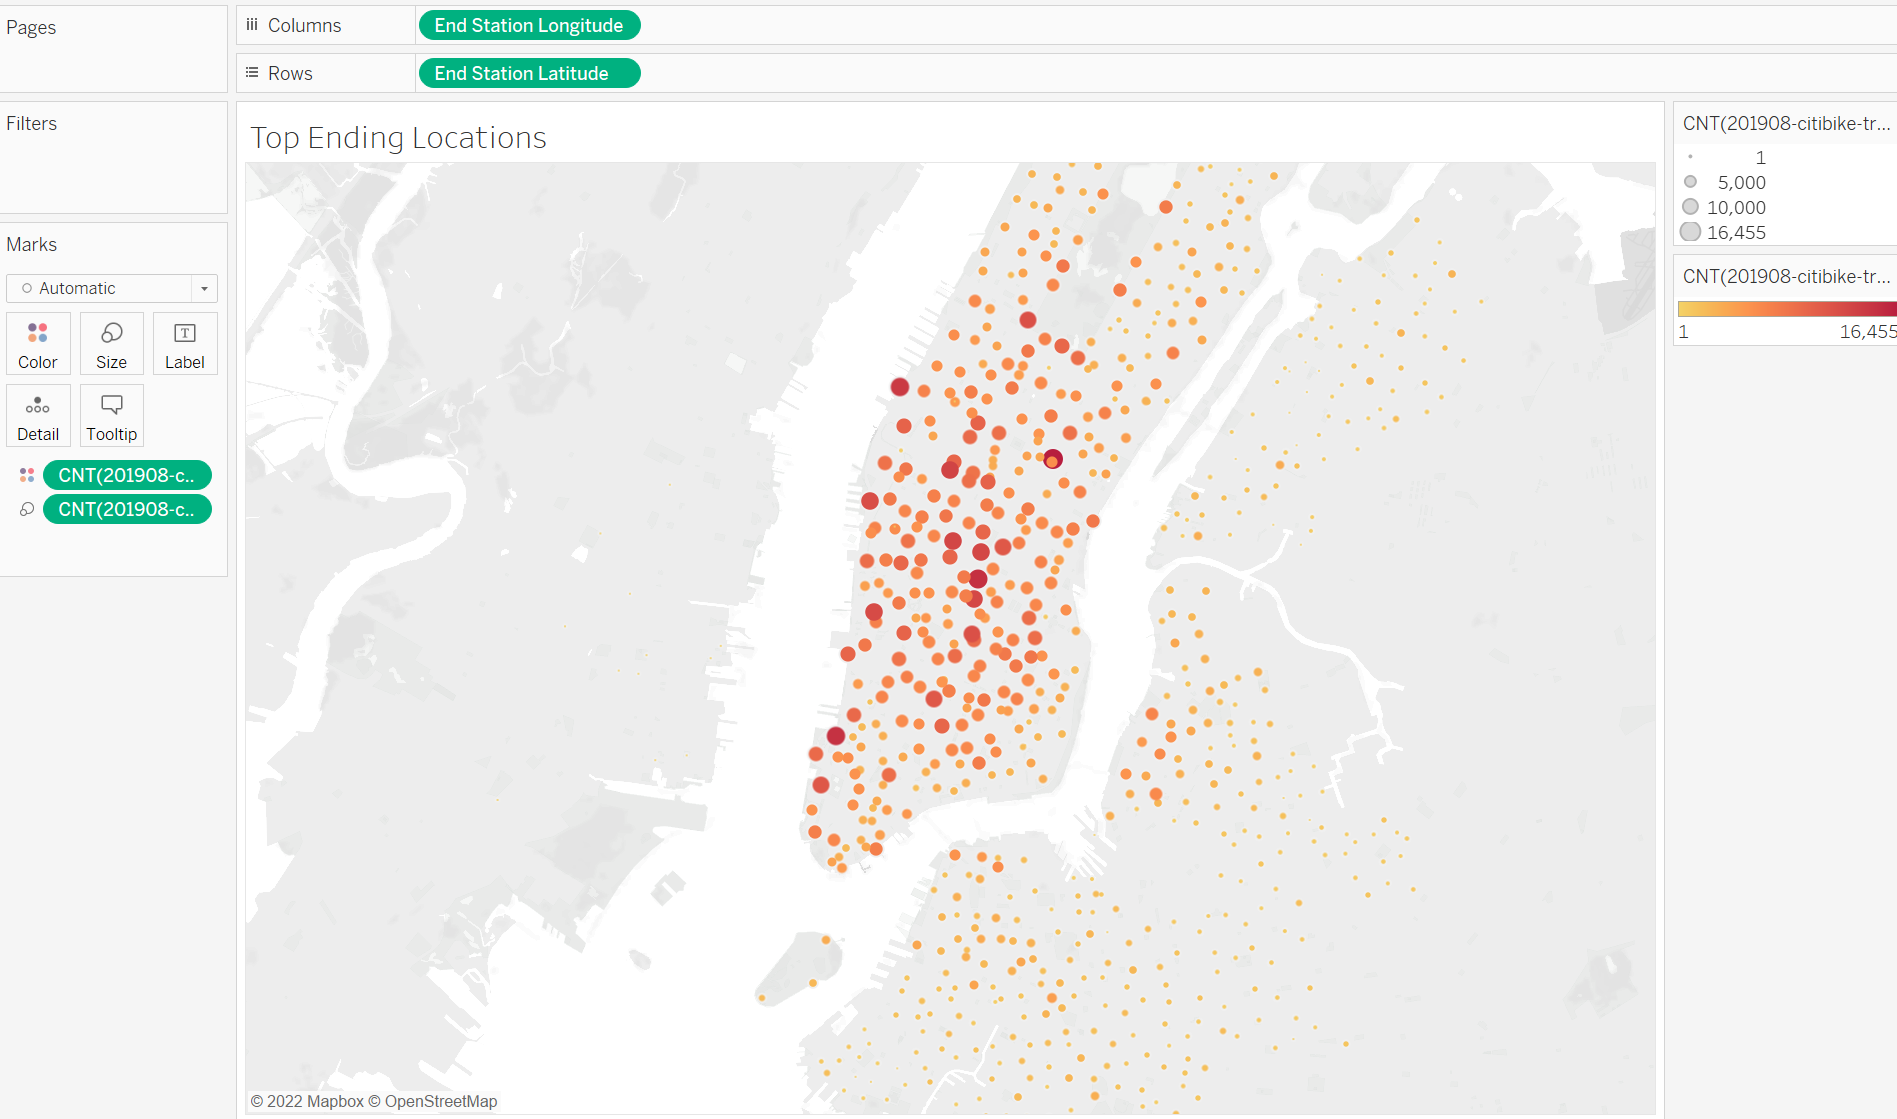 Pages
Columns
End Station Longitude
Rows
End Station Latitude
Filters
Marks
Automatic
Color
Size
T
Label
Detail
Tooltip
CNT(201908-c..
CNT(201908-c..
Top Ending Locations
© 2022 Mapbox © OpenStreetMap
CNT(201908-citibike-tr...
1
5,000
10,000
16,455
CNT(201908-citibike-tr...
1
16,455